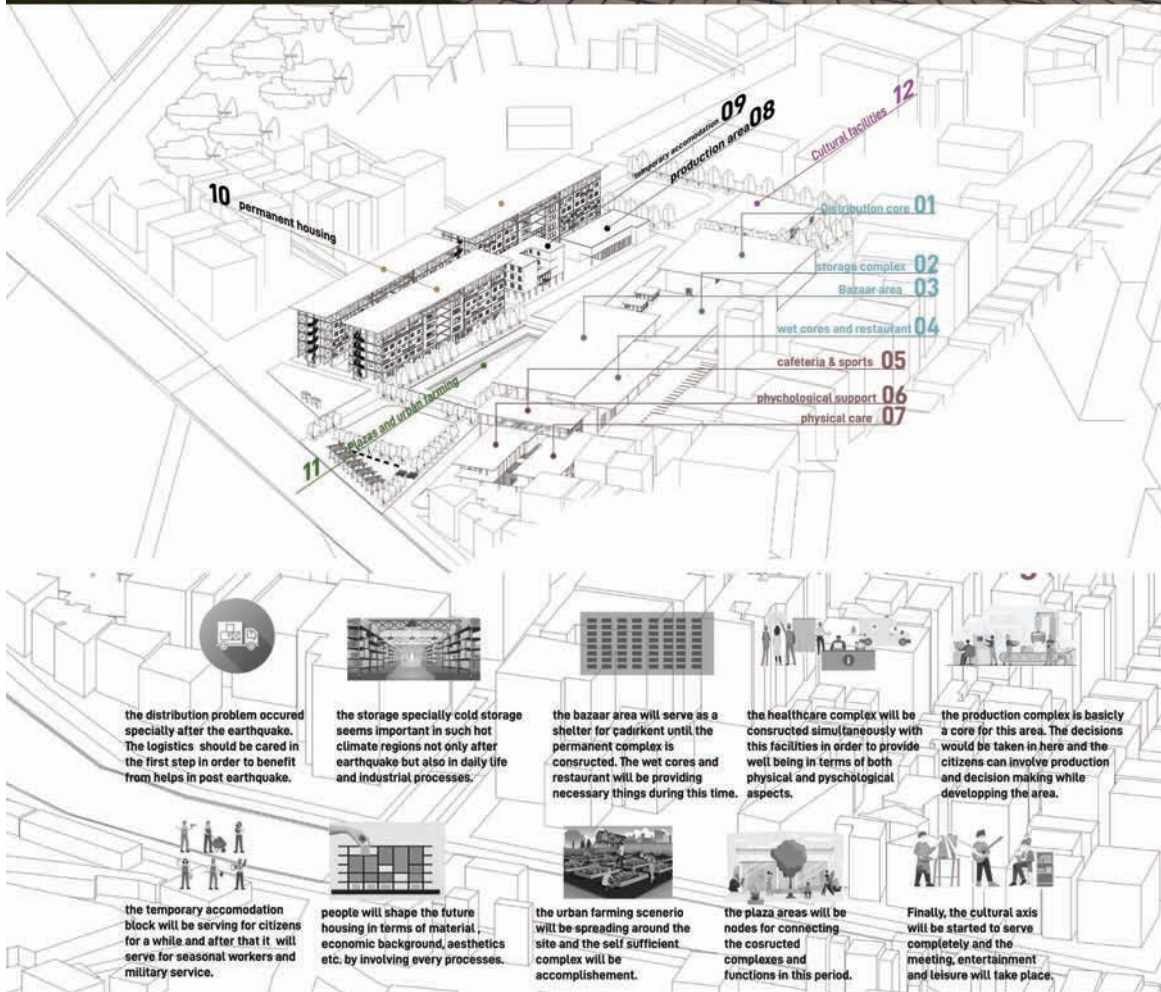 temporary accomodation 09
production area 08
Cultural facilities 12
10 permanent housing
Distribution core 01
storage complex 02
Bazaar area 03
wet cores and restaurant 04
cafeteria & sports 05
phychological support 06
physical care 07
11 Plazas and urban farming
the distribution problem occured
specially after the earthquake.
The logistics should be cared in
the first step in order to benefit
from helps in post earthquake.
the storage specially cold storage
seems important in such hot
climate regions not only after
earthquake but also in daily life
and industrial processes.
the bazaar area will serve as a
shelter for çadırkent until the
permanent complex is
consructed. The wet cores and
restaurant will be providing
necessary things during this time.
the healthcare complex will be
constructed simultaneously with
this facilities in order to provide
well being in terms of both
physical and pyschological
aspects.
the production complex is basicly
a core for this area. The decisions
would be taken in here and the
citizens can involve production
and decision making while
developping the area.
the temporary accomodation
block will be serving for citizens
for a while and after that it will
serve for seasonal workers and
military service.
people will shape the future
housing in terms of material ,
economic background, aesthetics
etc. by involving every processes.
the urban farming scenerio
will be spreading around the
site and the self sufficient
complex will be
accomplishement.
the plaza areas will be
nodes for connecting
the cosructed
complexes and
functions in this period.
Finally, the cultural axis
will be started to serve
completely and the
meeting, entertainment
and leisure will take place.